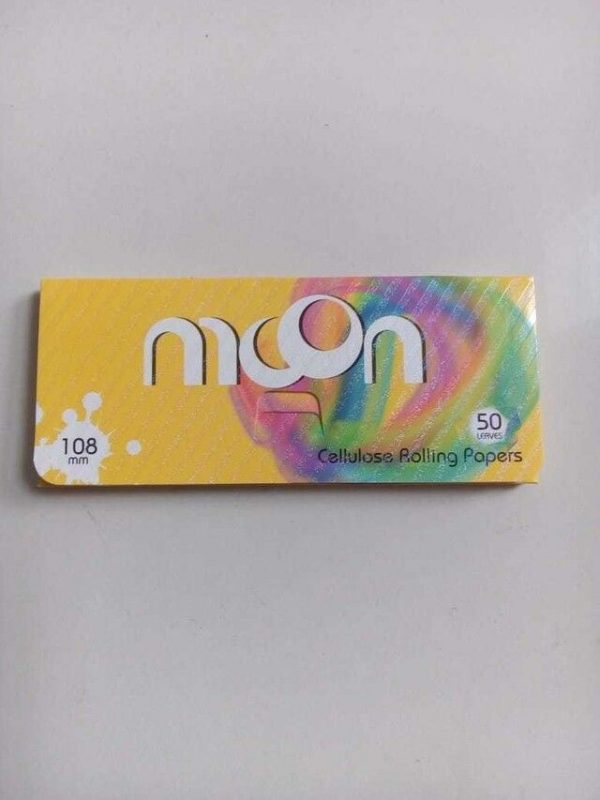 moon
108
mm
50
LEAVES
Cellulose Rolling Papers